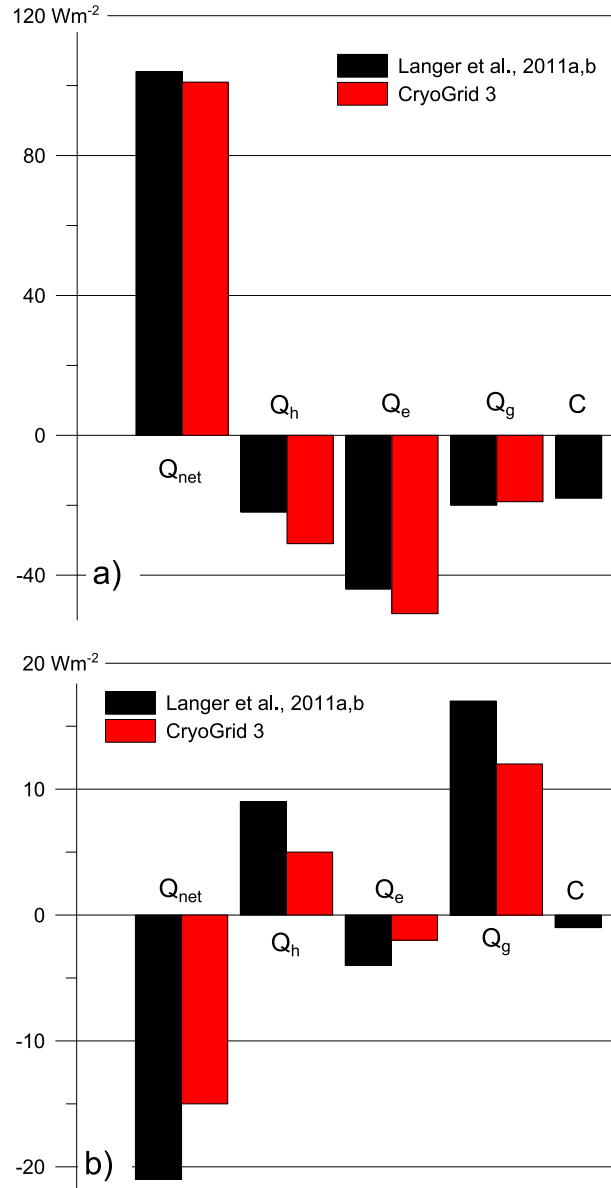 120 Wm-2
Langer et al., 2011a,b
CryoGrid 3
80
40
Qh
Qe
Qg
C
0
Qnet
-40
a)
20 Wm-2
Langer et al., 2011a,b
CryoGrid 3
10
Qnet
Qe
C
0
Qh
Qg
-10
-20
b)